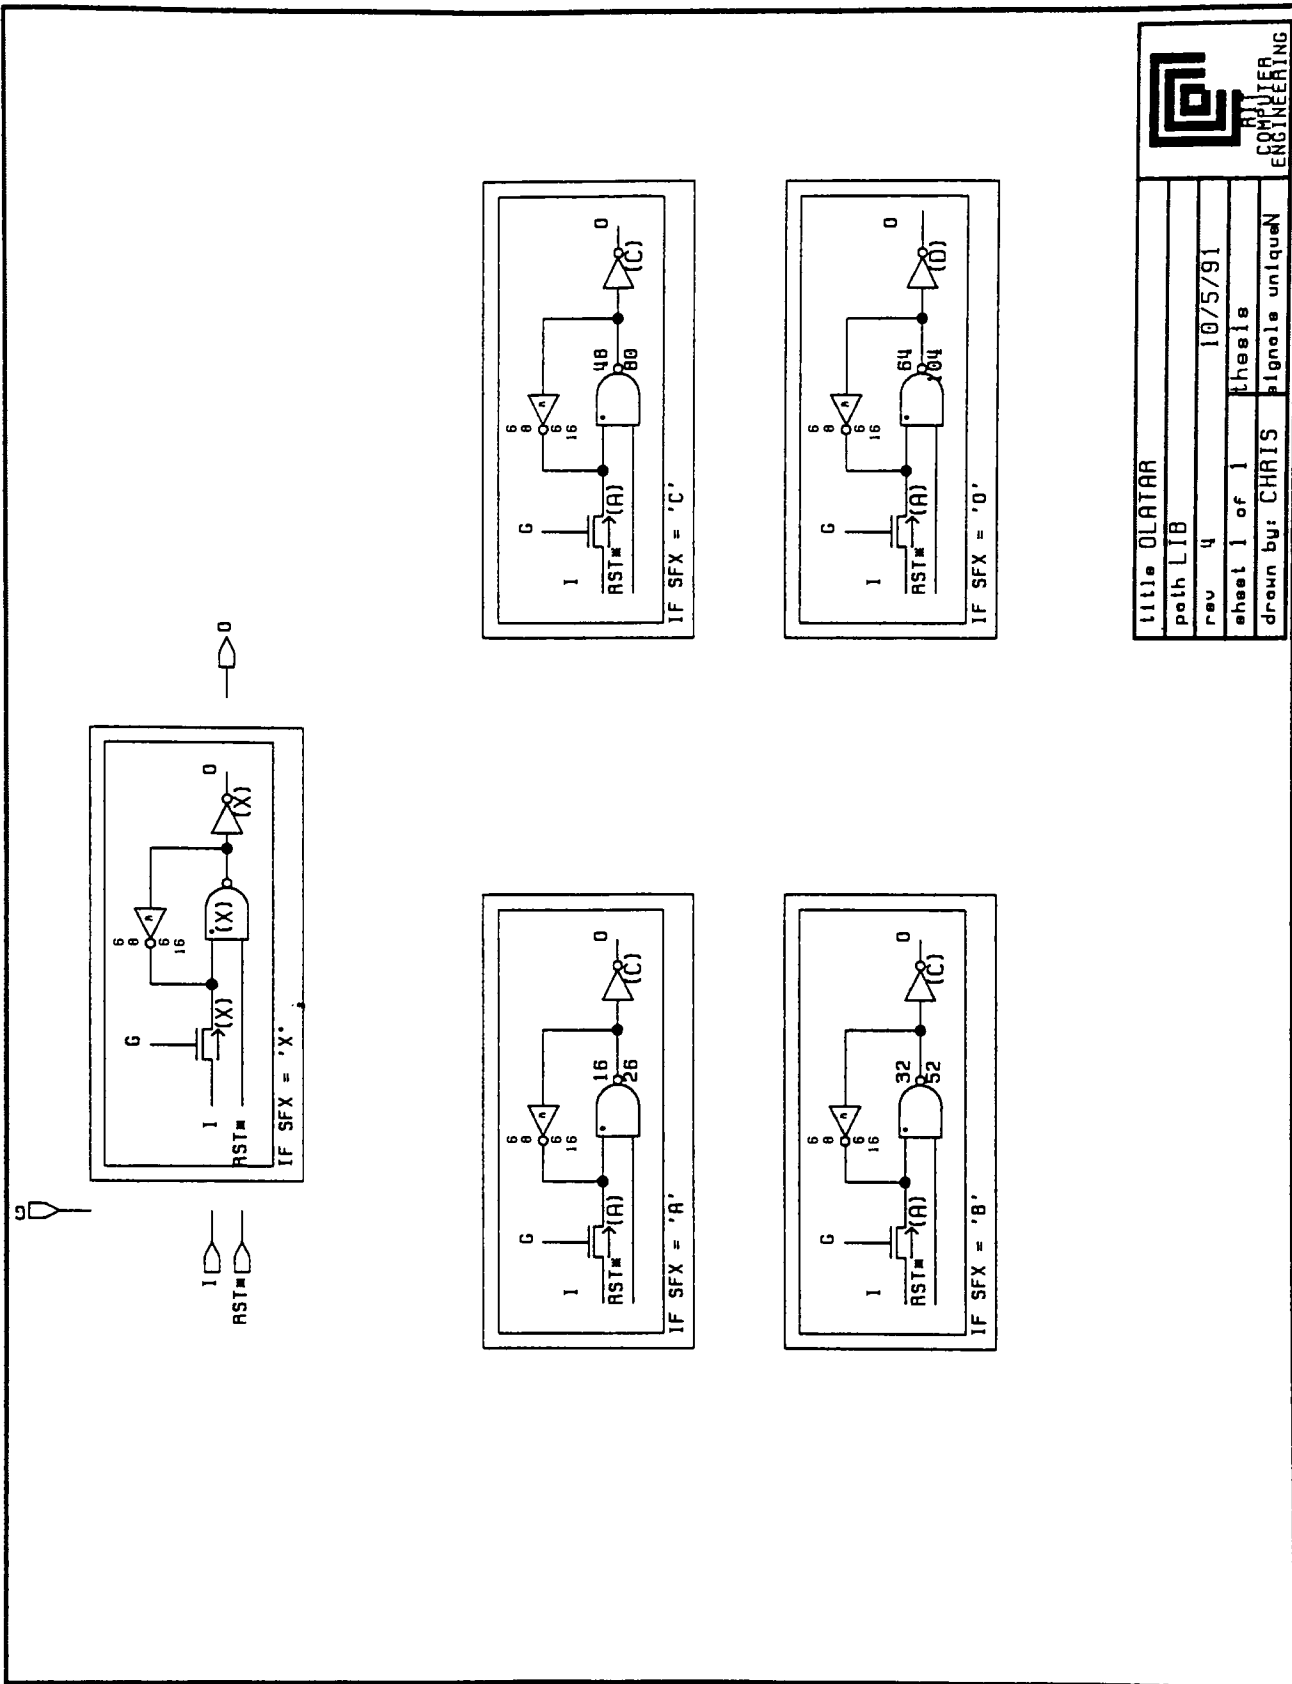 G
I
RST*
O
G
I
RST*
6
8
6
16
(X)
(X)
(X)
O
IF SFX = 'X'
G
I
RST*
6
8
6
16
(A)
16
26
(C)
O
IF SFX = 'A'
G
I
RST*
6
8
6
16
(A)
48
80
(C)
O
IF SFX = 'C'
G
I
RST*
6
8
6
16
(A)
32
52
(C)
O
IF SFX = 'B'
G
I
RST*
6
8
6
16
(A)
64
104
(D)
O
IF SFX = 'D'
title DLATAR
path LIB
rev 4 10/5/91
sheet 1 of 1 thesis
drawn by: CHRIS signals uniqueN
RIT
COMPUTER
ENGINEERING